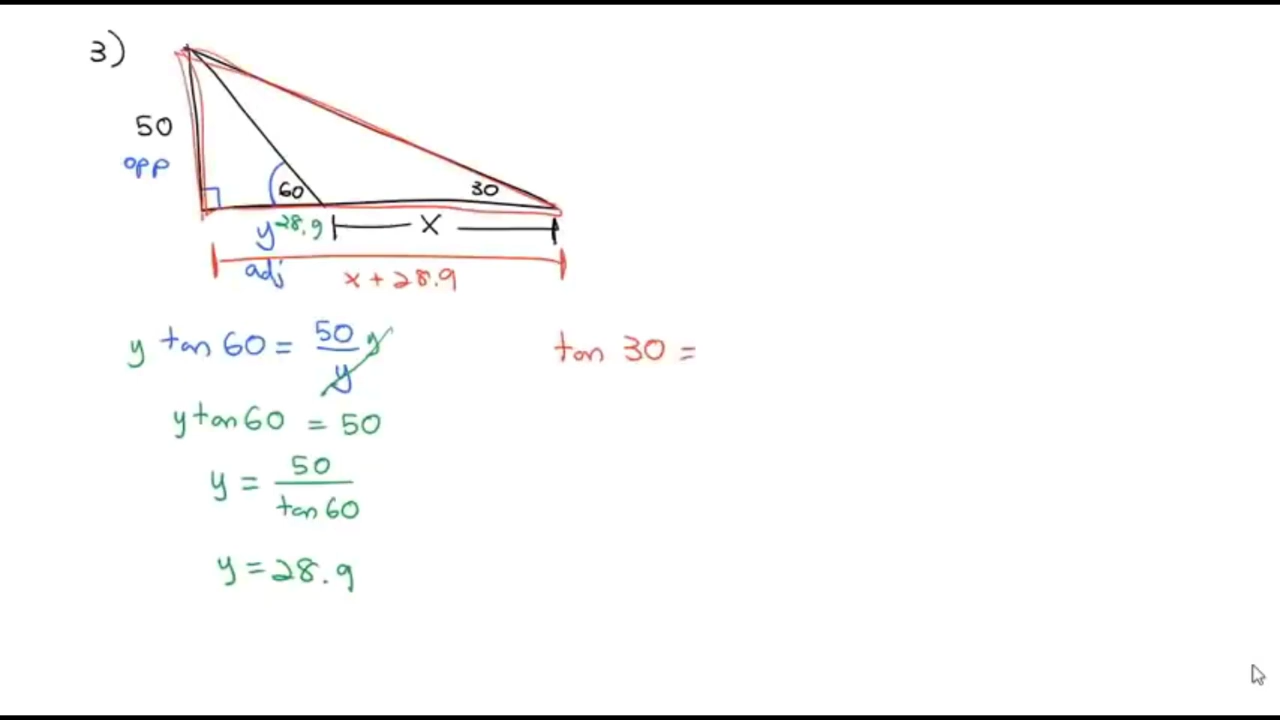 3)
50
opp
60
30
y 28.9
x
adj
x + 28.9
y tan 60 = 50/y y
tan 30 =
y tan 60 = 50
y = 50/tan 60
y = 28.9